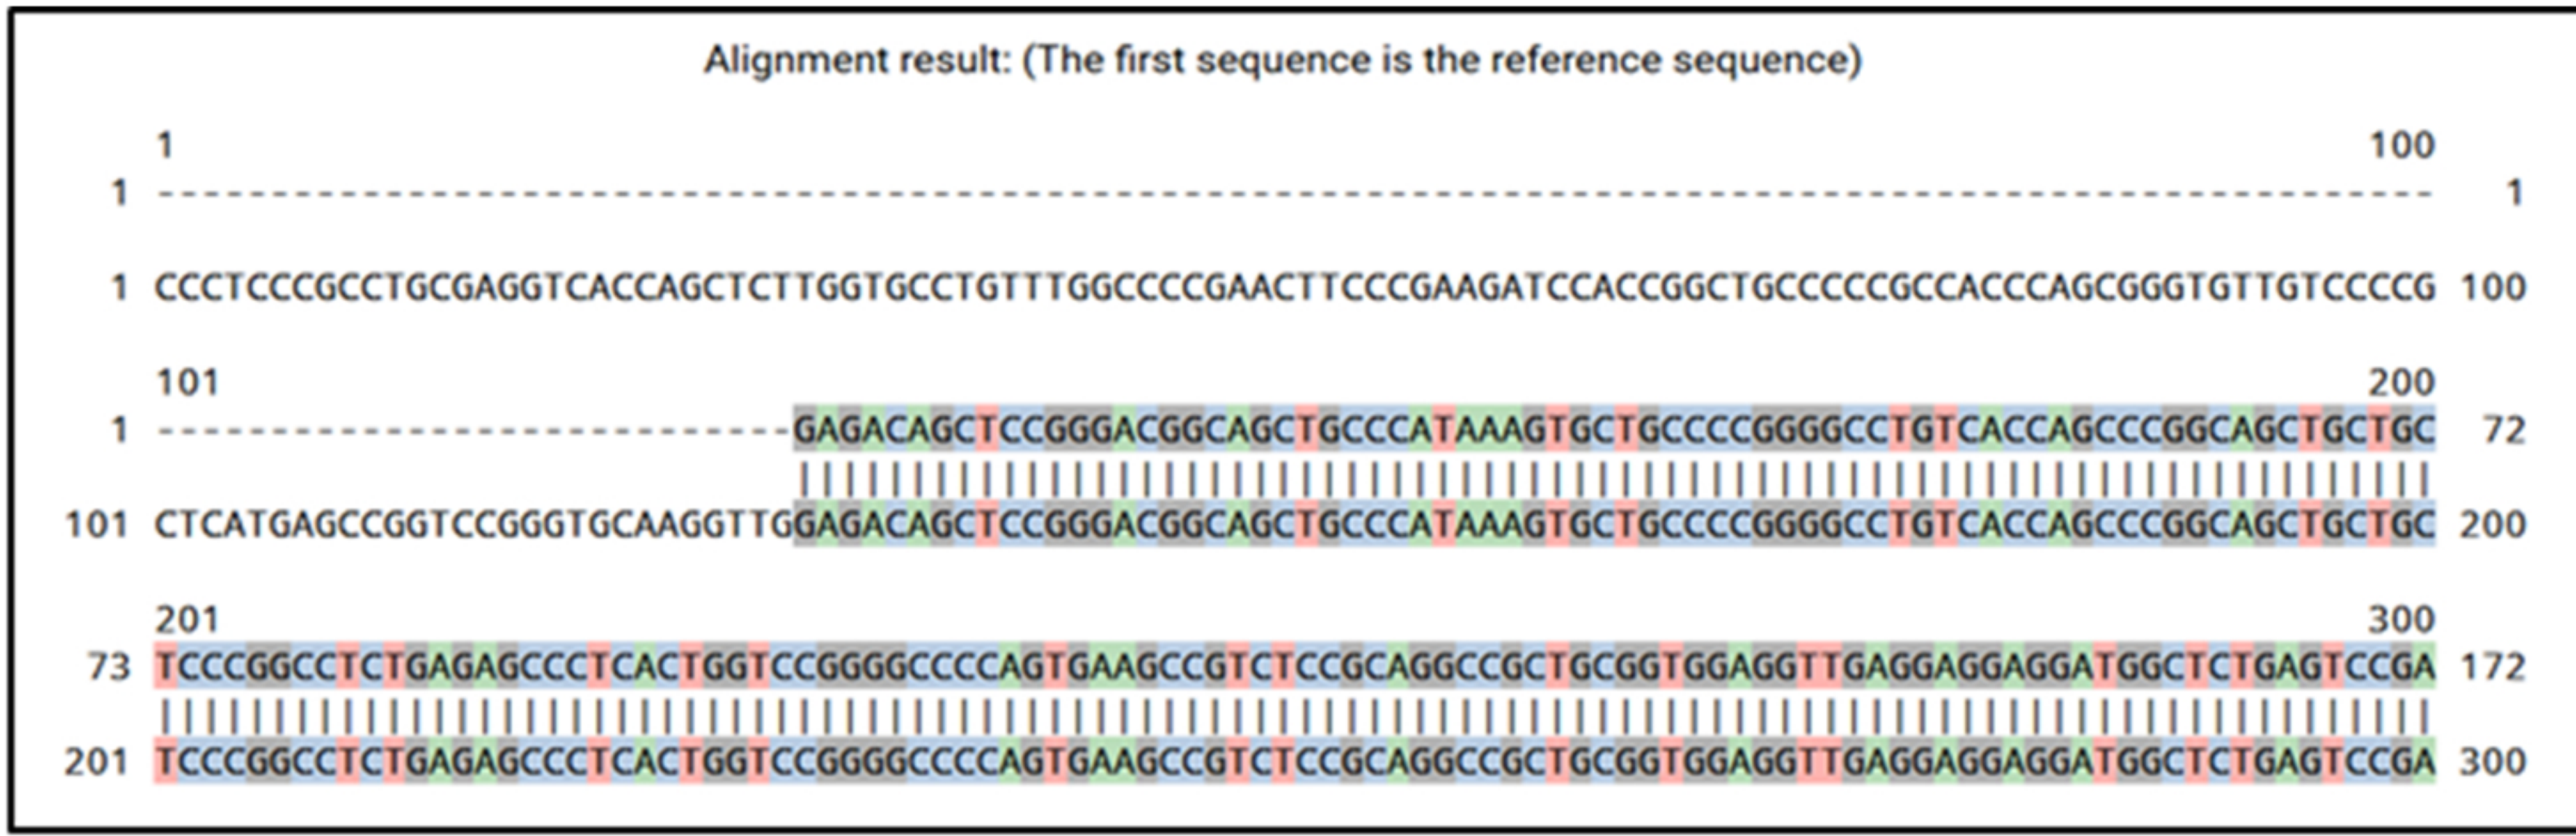 Alignment result: (The first sequence is the reference sequence)
1 100
1 ---------------------------------------------------------------------------------------------------- 1
1 CCCTCCCGCCTGCGAGGTCACCAGCTCTTGGTGCCTGTTTGGCCCCGAACTTCCCGAAGATCCACCGGCTGCCCCCGCCACCCAGCGGGTGTTGTCCCCG 100
101 200
1 ----------------------------GAGACAGCTCCGGGACGGCAGCTGCCCATAAAGTGCTGCCCCGGGGCCTGTCACCAGCCCGGCAGCTGCTGC 72
||||||||||||||||||||||||||||||||||||||||||||||||||||||||||||||||||||||||
101 CTCATGAGCCGGTCCGGGTGCAAGGTTGGAGACAGCTCCGGGACGGCAGCTGCCCATAAAGTGCTGCCCCGGGGCCTGTCACCAGCCCGGCAGCTGCTGC 200
201 300
73 TCCCGGCCTCTGAGAGCCCTCACTGGTCCGGGGCCCCAGTGAAGCCGTCTCCGCAGGCCGCTGCGGTGGAGGTTGAGGAGGAGGATGGCTCTGAGTCCGA 172
||||||||||||||||||||||||||||||||||||||||||||||||||||||||||||||||||||||||||||||||||||||||||||||||||||
201 TCCCGGCCTCTGAGAGCCCTCACTGGTCCGGGGCCCCAGTGAAGCCGTCTCCGCAGGCCGCTGCGGTGGAGGTTGAGGAGGAGGATGGCTCTGAGTCCGA 300